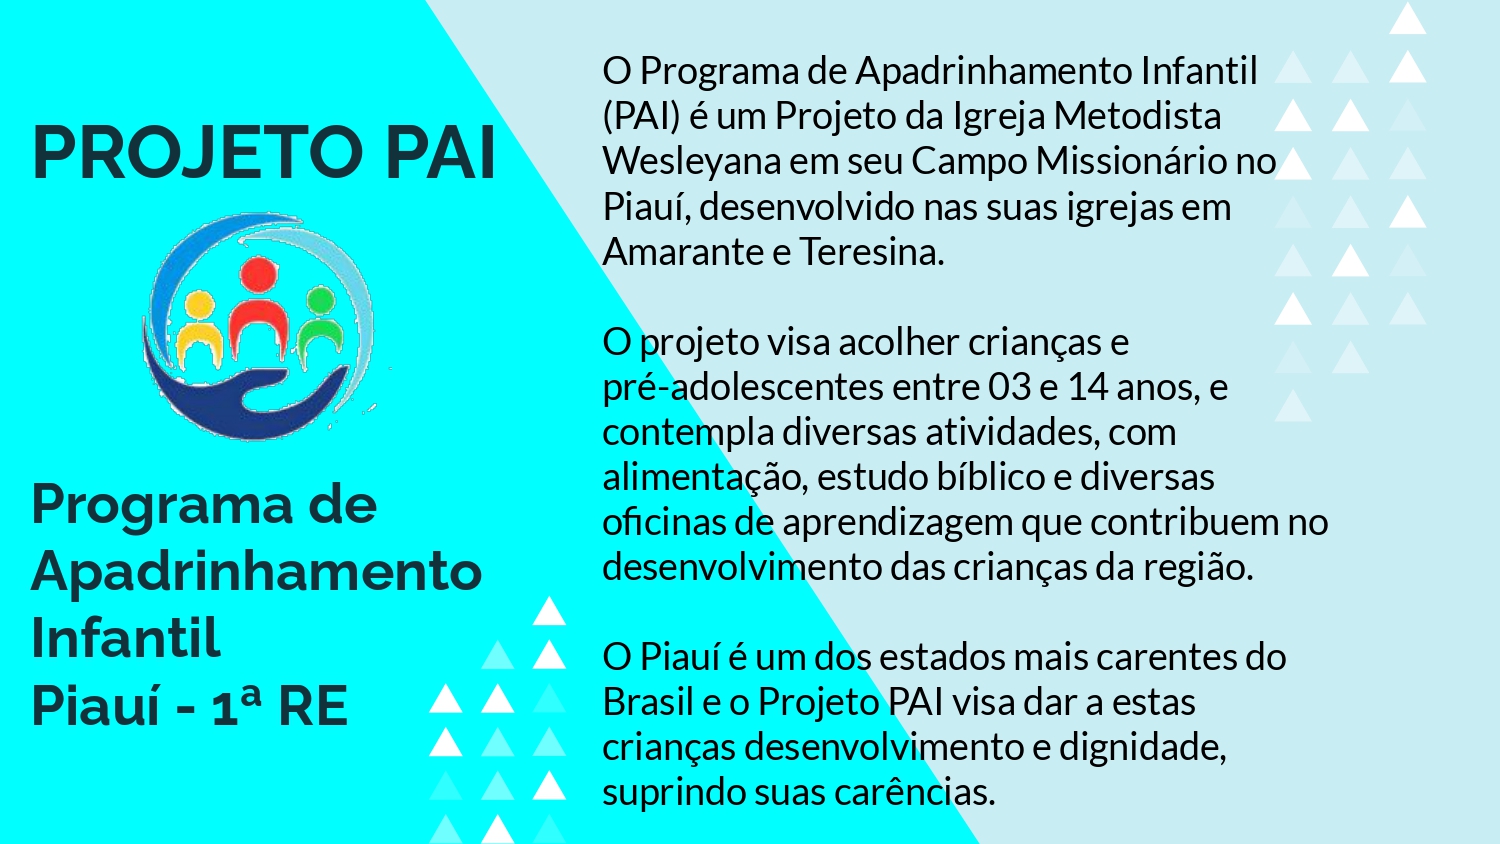 PROJETO PAI
Programa de
Apadrinhamento
Infantil
Piauí - 1ª RE
O Programa de Apadrinhamento Infantil
(PAI) é um Projeto da Igreja Metodista
Wesleyana em seu Campo Missionário no
Piauí, desenvolvido nas suas igrejas em
Amarante e Teresina.
O projeto visa acolher crianças e
pré-adolescentes entre 03 e 14 anos, e
contempla diversas atividades, com
alimentação, estudo bíblico e diversas
oficinas de aprendizagem que contribuem no
desenvolvimento das crianças da região.
O Piauí é um dos estados mais carentes do
Brasil e o Projeto PAI visa dar a estas
crianças desenvolvimento e dignidade,
suprindo suas carências.